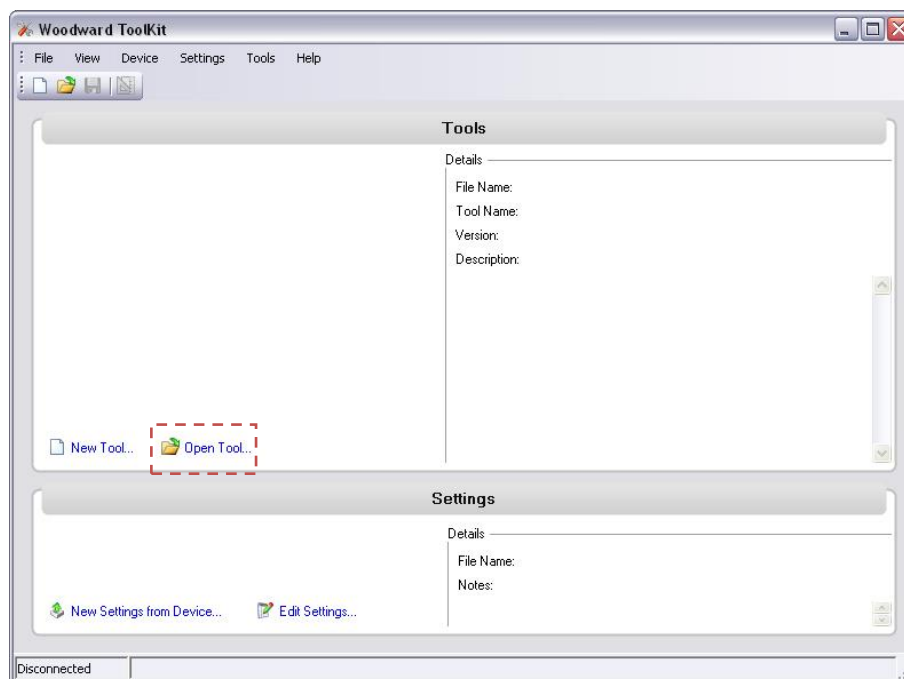 Woodward ToolKit
File View Device Settings Tools Help
Tools
Details
File Name:
Tool Name:
Version:
Description:
New Tool... Open Tool...
Settings
Details
File Name:
Notes:
New Settings from Device... Edit Settings...
Disconnected